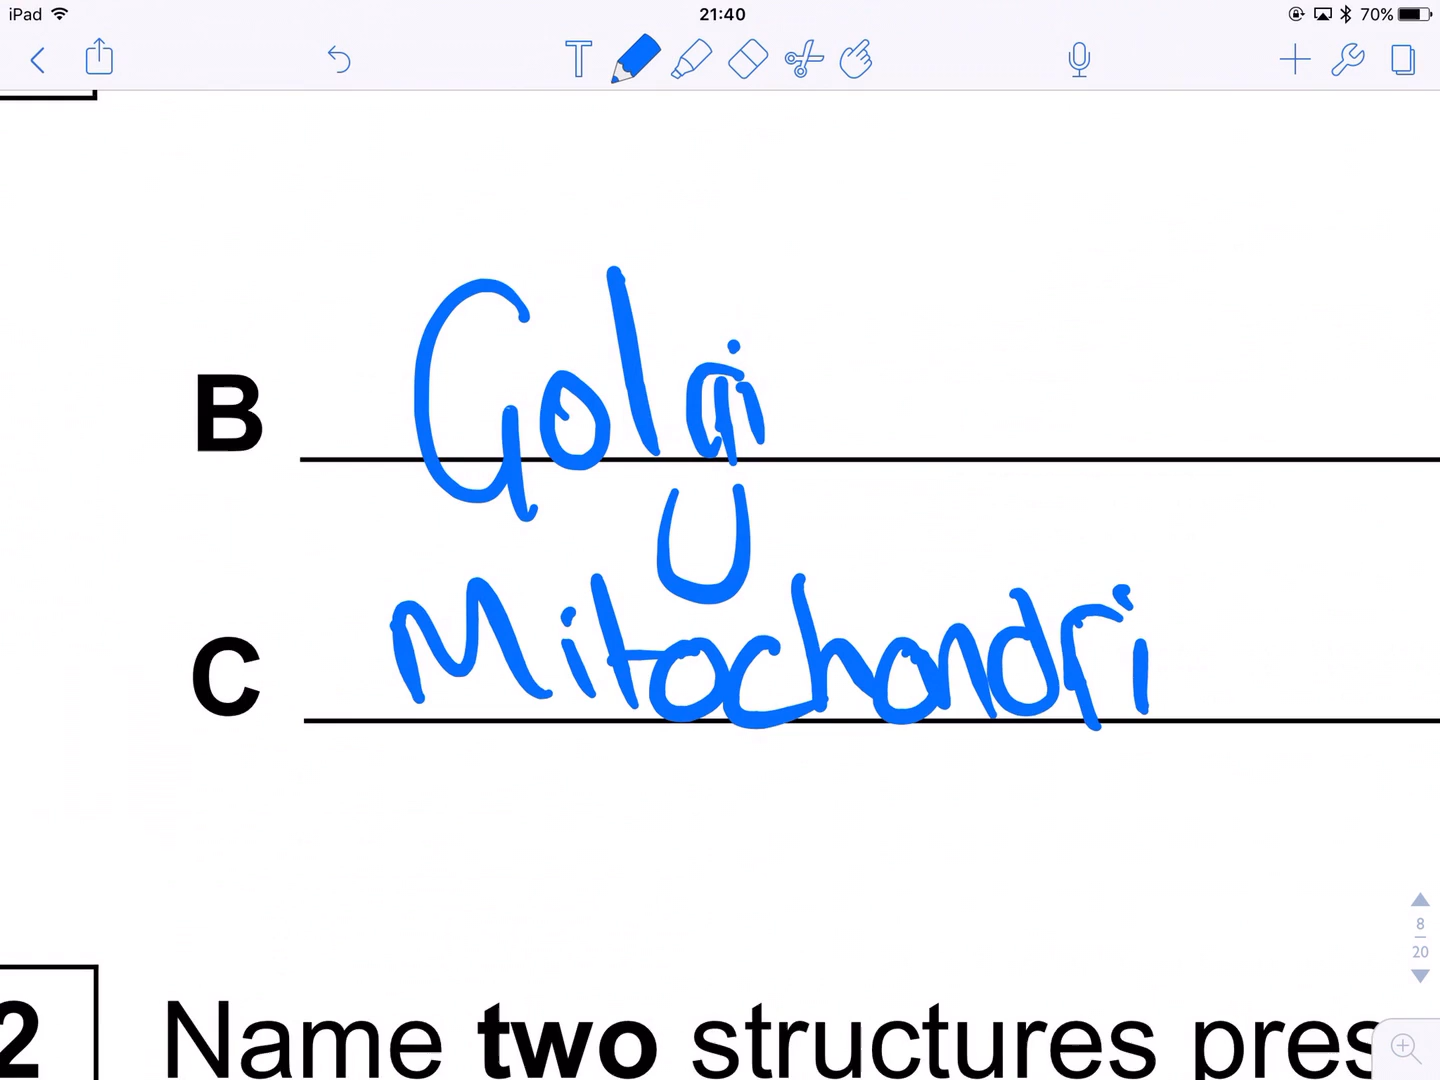 iPad 21:40 70%
T
B Golgi
C Mitochondri
8
20
2 Name two structures pres